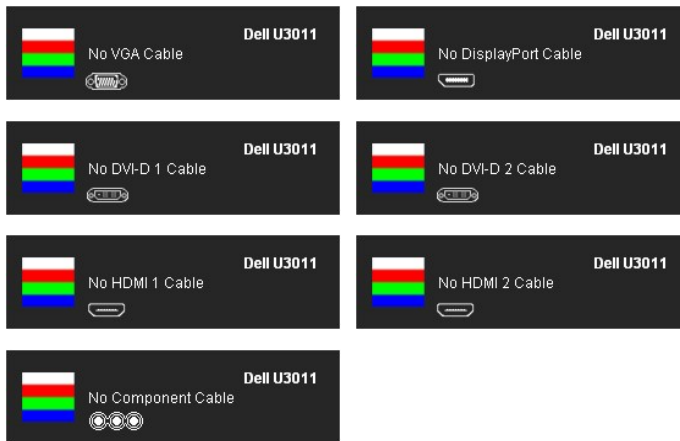 Dell U3011
No VGA Cable
Dell U3011
No DisplayPort Cable
Dell U3011
No DVI-D 1 Cable
Dell U3011
No DVI-D 2 Cable
Dell U3011
No HDMI 1 Cable
Dell U3011
No HDMI 2 Cable
Dell U3011
No Component Cable